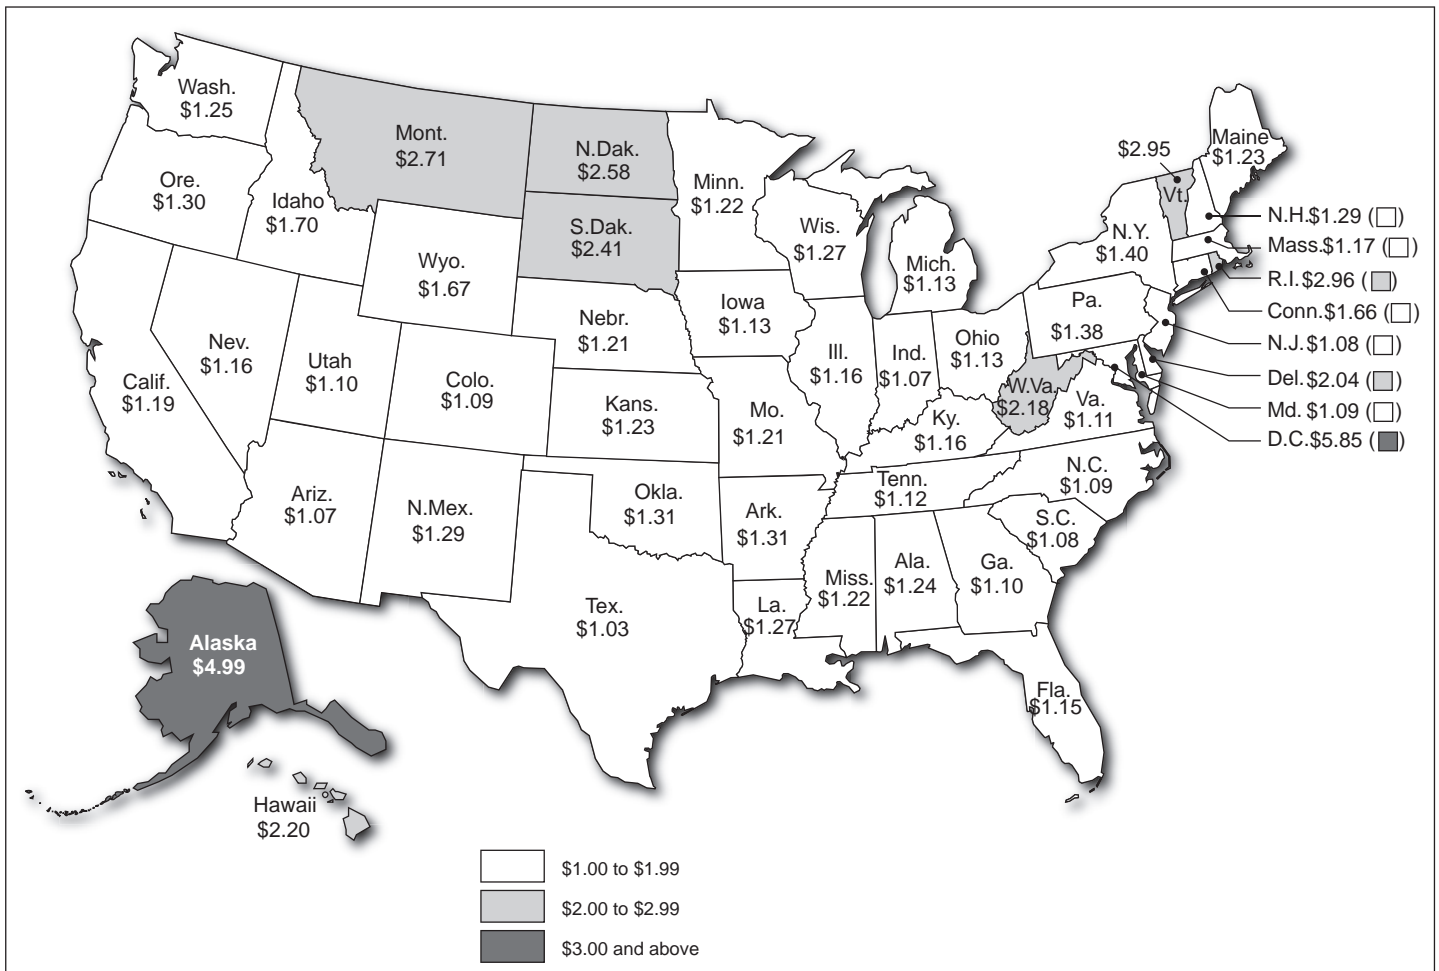 Wash.
$1.25
Mont.
$2.71
N.Dak.
$2.58
Minn.
$1.22
$2.95
Vt.
Maine
$1.23
Ore.
$1.30
Idaho
$1.70
S.Dak.
$2.41
Wis.
$1.27
N.Y.
$1.40
N.H.$1.29 ( )
Mass.$1.17 ( )
R.I.$2.96 ( )
Conn.$1.66 ( )
N.J.$1.08 ( )
Del.$2.04 ( )
Md. $1.09 ( )
D.C.$5.85 ( )
Wyo.
$1.67
Mich.
$1.13
Iowa
$1.13
Nebr.
$1.21
Pa.
$1.38
Nev.
$1.16
Utah
$1.10
Ill.
$1.16
Ind.
$1.07
Ohio
$1.13
Calif.
$1.19
Colo.
$1.09
Kans.
$1.23
Mo.
$1.21
W.Va.
$2.18
Va.
$1.11
Ky.
$1.16
N.C.
$1.09
Tenn.
$1.12
Ariz.
$1.07
N.Mex.
$1.29
Okla.
$1.31
Ark.
$1.31
S.C.
$1.08
Miss.
$1.22
Ala.
$1.24
Ga.
$1.10
Tex.
$1.03
La.
$1.27
Alaska
$4.99
Fla.
$1.15
Hawaii
$2.20
$1.00 to $1.99
$2.00 to $2.99
$3.00 and above